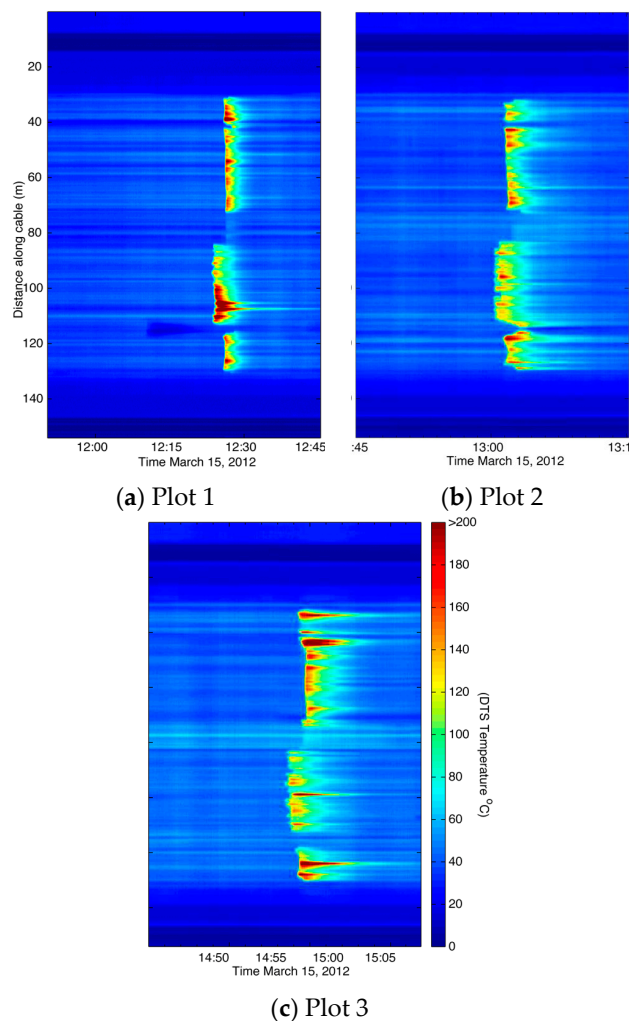 20
40
60
80
100
120
140
Distance along cable (m)
12:00 12:15 12:30 12:45
Time March 15, 2012
:45 13:00 13:1
Time March 15, 2012
(a) Plot 1
(b) Plot 2
>200
180
160
140
120
100
80
60
40
20
0
(DTS Temperature °C)
14:50 14:55 15:00 15:05
Time March 15, 2012
(c) Plot 3